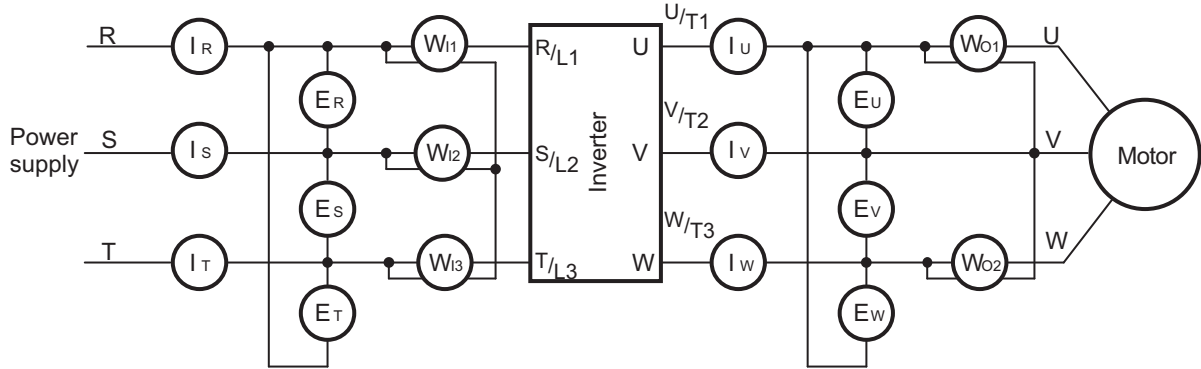 R IR WI1 R/L1 U U/T1 IU WO1 U
ER EU
Power supply
S IS WI2 S/L2 V V/T2 IV V
Inverter
Motor
ES EV
T IT WI3 T/L3 W W/T3 IW WO2 W
ET EW